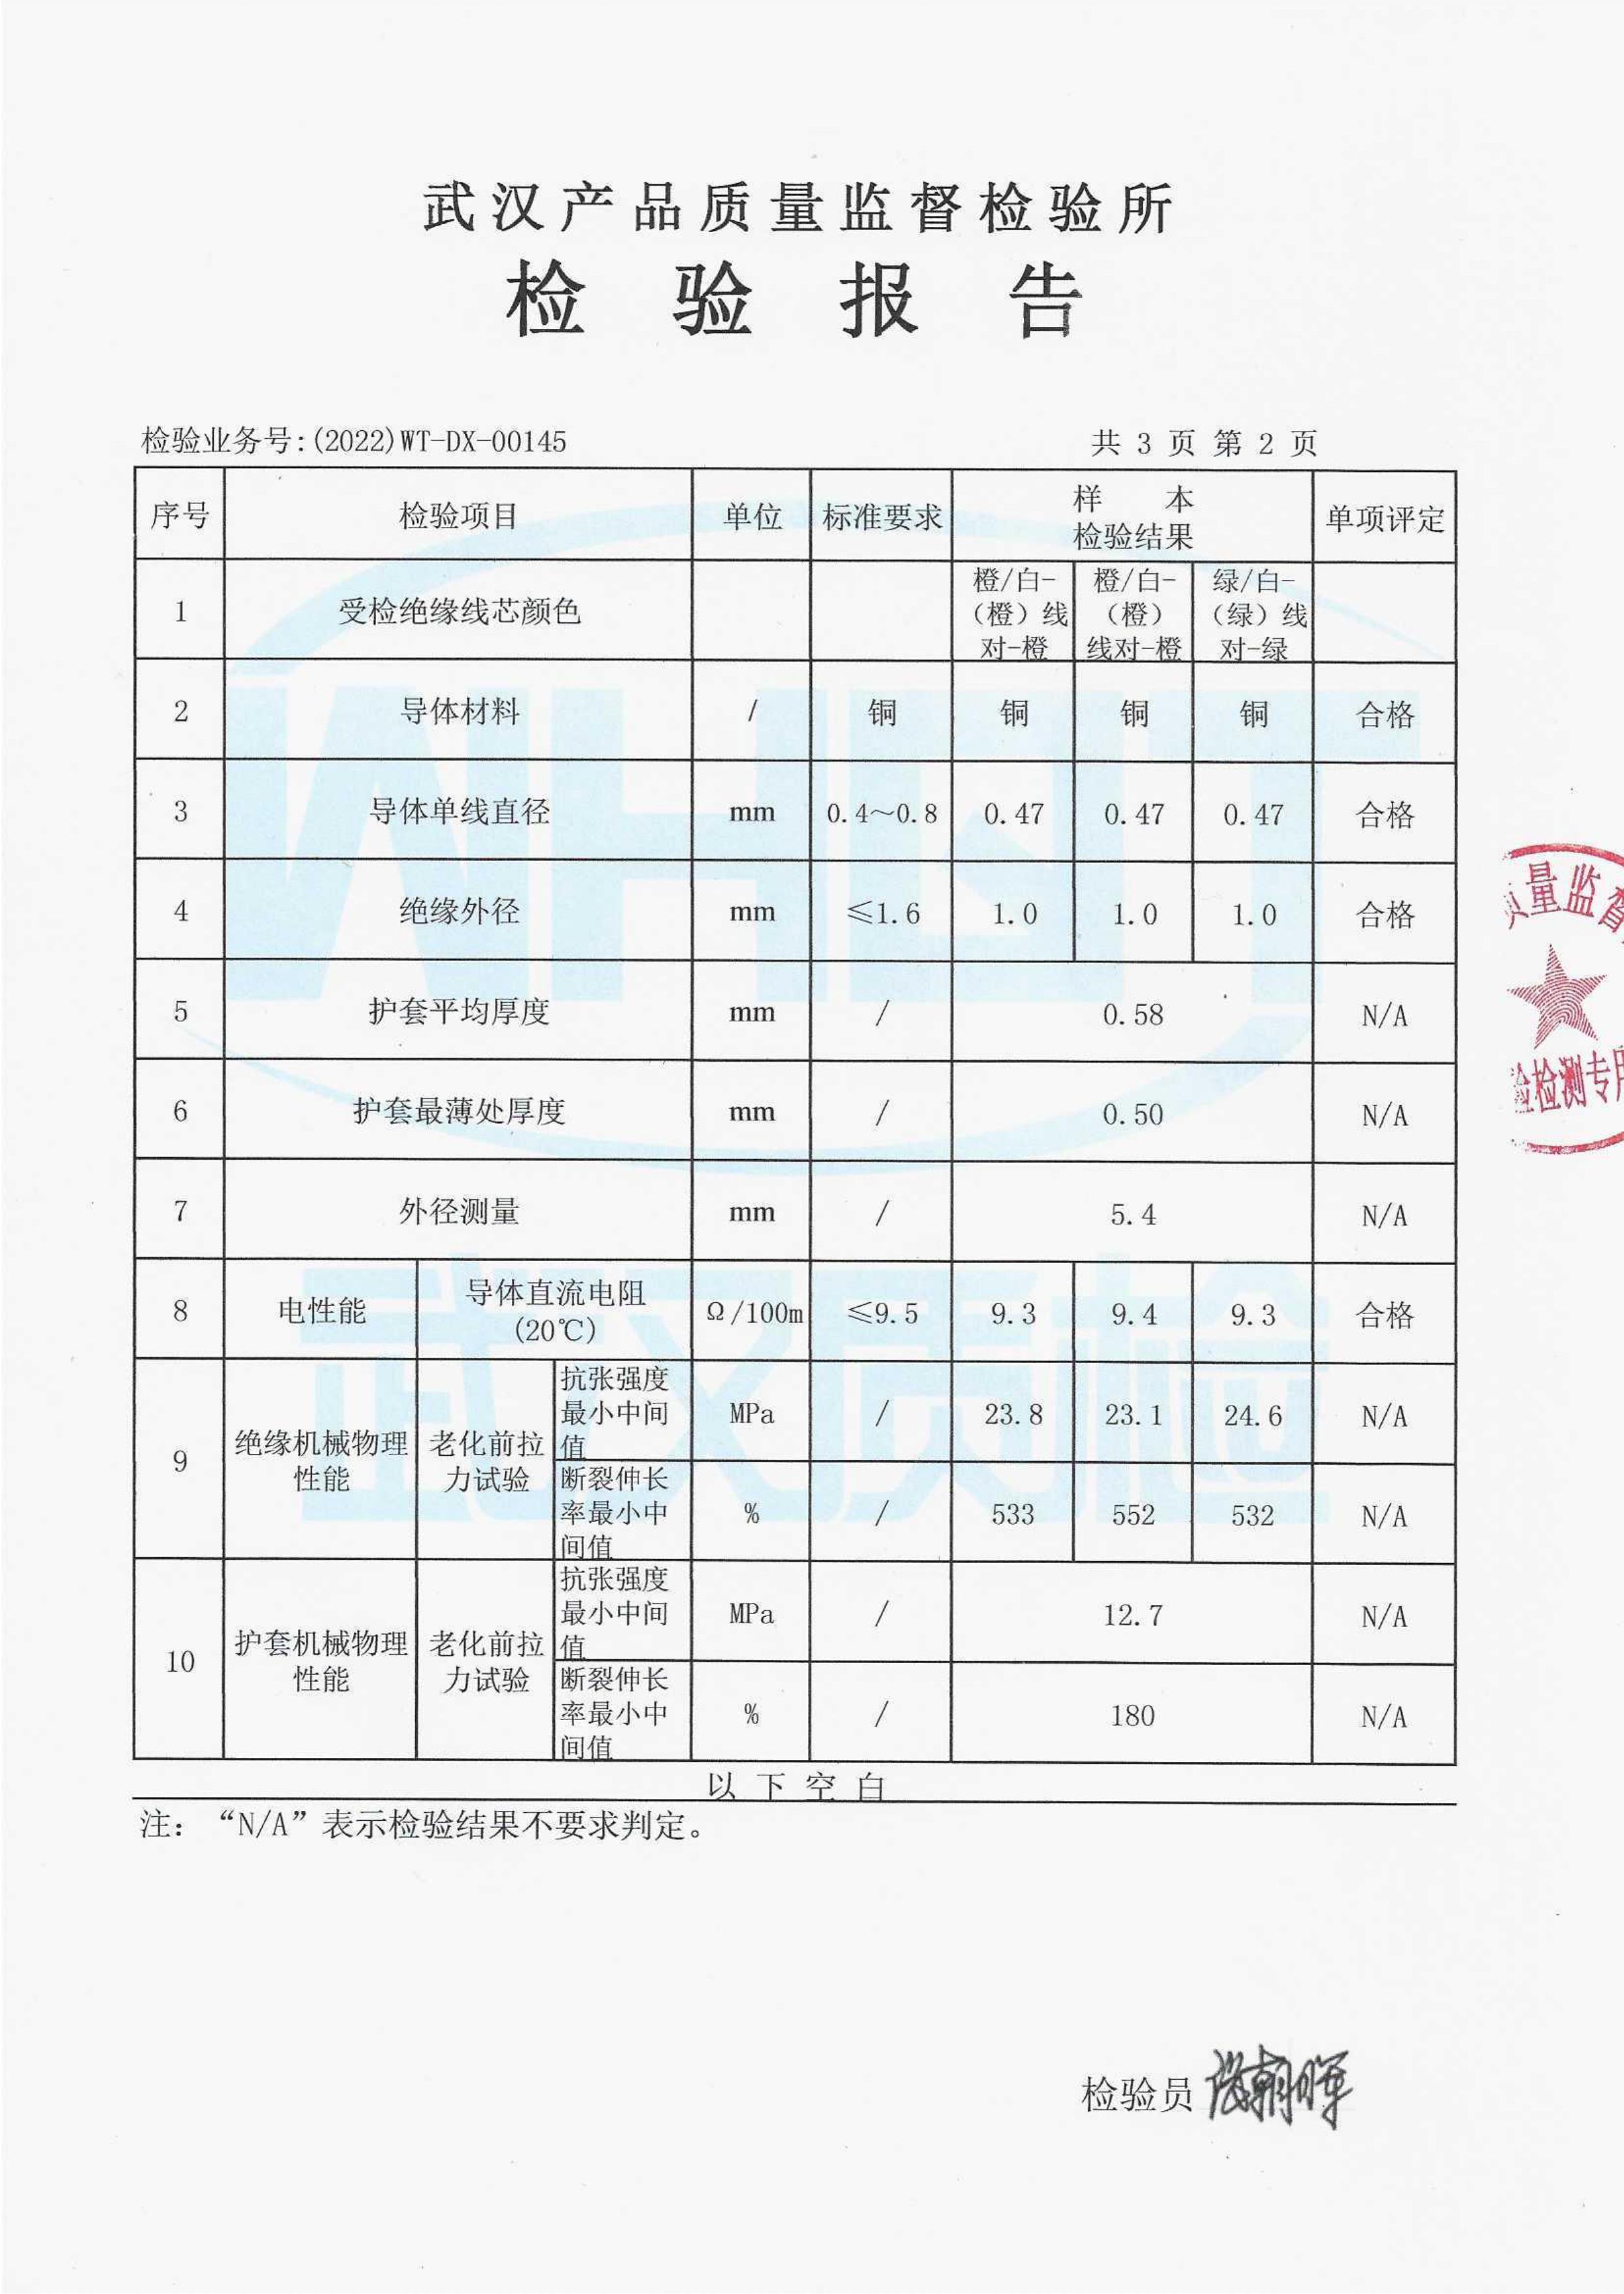 武汉产品质量监督检验所
检验报告
检验业务号:(2022)WT-DX-00145 共 3 页 第 2 页
序号 检验项目 单位 标准要求 样本 检验结果 单项评定
1 受检绝缘线芯颜色 橙/白-（橙）线对-橙 橙/白-（橙）线对-橙 绿/白-（绿）线对-绿
2 导体材料 / 铜 铜 铜 铜 合格
3 导体单线直径 mm 0.4～0.8 0.47 0.47 0.47 合格
4 绝缘外径 mm ≤1.6 1.0 1.0 1.0 合格
5 护套平均厚度 mm / 0.58 N/A
6 护套最薄处厚度 mm / 0.50 N/A
7 外径测量 mm / 5.4 N/A
8 电性能 导体直流电阻(20℃) Ω/100m ≤9.5 9.3 9.4 9.3 合格
9 绝缘机械物理性能 老化前拉力试验 抗张强度最小中间值 MPa / 23.8 23.1 24.6 N/A
断裂伸长率最小中间值 % / 533 552 532 N/A
10 护套机械物理性能 老化前拉力试验 抗张强度最小中间值 MPa / 12.7 N/A
断裂伸长率最小中间值 % / 180 N/A
以下空白
注：“N/A”表示检验结果不要求判定。
检验员
WHQT
武汉质检
量监督
检测专用